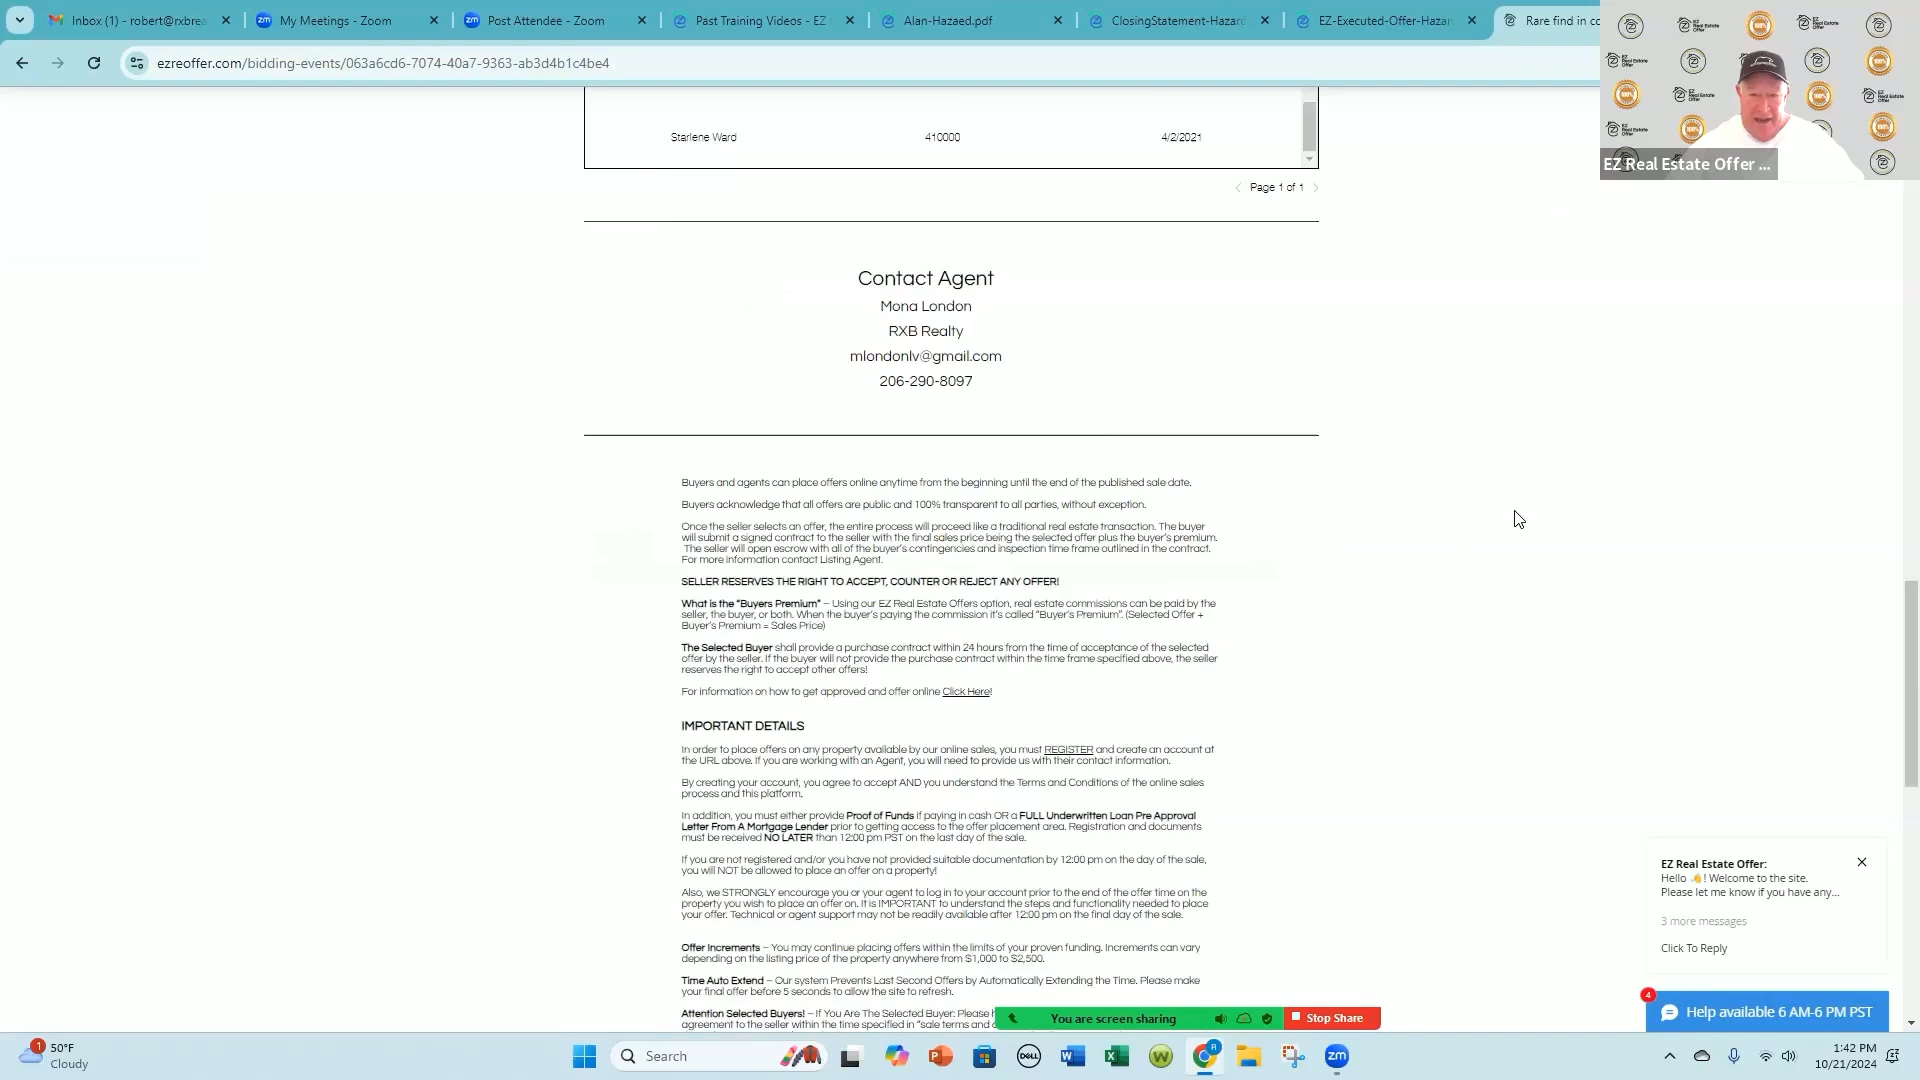 Inbox (1) - robert@rxbrea
My Meetings - Zoom
Post Attendee - Zoom
Past Training Videos - EZ
Alan-Hazaed.pdf
ClosingStatement-Hazard
EZ-Executed-Offer-Hazar
Rare find in co
ezreoffer.com/bidding-events/063a6cd6-7074-40a7-9363-ab3d4b1c4be4
EZ Real Estate Offer ...
Starlene Ward 410000 4/2/2021
Page 1 of 1
Contact Agent
Mona London
RXB Realty
mlondonlv@gmail.com
206-290-8097
Buyers and agents can place offers online anytime from the beginning until the end of the published sale date.
Buyers acknowledge that all offers are public and 100% transparent to all parties, without exception.
Once the seller selects an offer, the entire process will proceed like a traditional real estate transaction. The buyer
will submit a signed contract to the seller with the final sales price being the selected offer plus the buyer's premium.
The seller will open escrow with all of the buyer's contingencies and inspection time frame outlined in the contract.
For more information contact Listing Agent.
SELLER RESERVES THE RIGHT TO ACCEPT, COUNTER OR REJECT ANY OFFER!
What is the "Buyers Premium" – Using our EZ Real Estate Offers option, real estate commissions can be paid by the
seller, the buyer, or both. When the buyer's paying the commission it's called "Buyer's Premium". (Selected Offer +
Buyer's Premium = Sales Price)
The Selected Buyer shall provide a purchase contract within 24 hours from the time of acceptance of the selected
offer by the seller. If the buyer will not provide the purchase contract within the time frame specified above, the seller
reserves the right to accept other offers!
For information on how to get approved and offer online Click Here!
IMPORTANT DETAILS
In order to place offers on any property available by our online sales, you must REGISTER and create an account at
the URL above. If you are working with an Agent, you will need to provide us with their contact information.
By creating your account, you agree to accept AND you understand the Terms and Conditions of the online sales
process and this platform.
In addition, you must either provide Proof of Funds if paying in cash OR a FULL Underwritten Loan Pre Approval
Letter From A Mortgage Lender prior to getting access to the offer placement area. Registration and documents
must be received NO LATER than 12:00 pm PST on the last day of the sale.
If you are not registered and/or you have not provided suitable documentation by 12:00 pm on the day of the sale,
you will NOT be allowed to place an offer on a property!
Also, we STRONGLY encourage you or your agent to log in to your account prior to the end of the offer time on the
property you wish to place an offer on. It is IMPORTANT to understand the steps and functionality needed to place
your offer. Technical or agent support may not be readily available after 12:00 pm on the final day of the sale.
Offer Increments – You may continue placing offers within the limits of your proven funding. Increments can vary
depending on the listing price of the property anywhere from $1,000 to $2,500.
Time Auto Extend – Our system Prevents Last Second Offers by Automatically Extending the Time. Please make
your final offer before 5 seconds to allow the site to refresh.
Attention Selected Buyers! – If You Are The Selected Buyer: Please
agreement to the seller within the time specified in "sale terms and
EZ Real Estate Offer:
Hello 👋! Welcome to the site.
Please let me know if you have any...
3 more messages
Click To Reply
4
Help available 6 AM-6 PM PST
You are screen sharing
Stop Share
1
50°F
Cloudy
Search
1:42 PM
10/21/2024